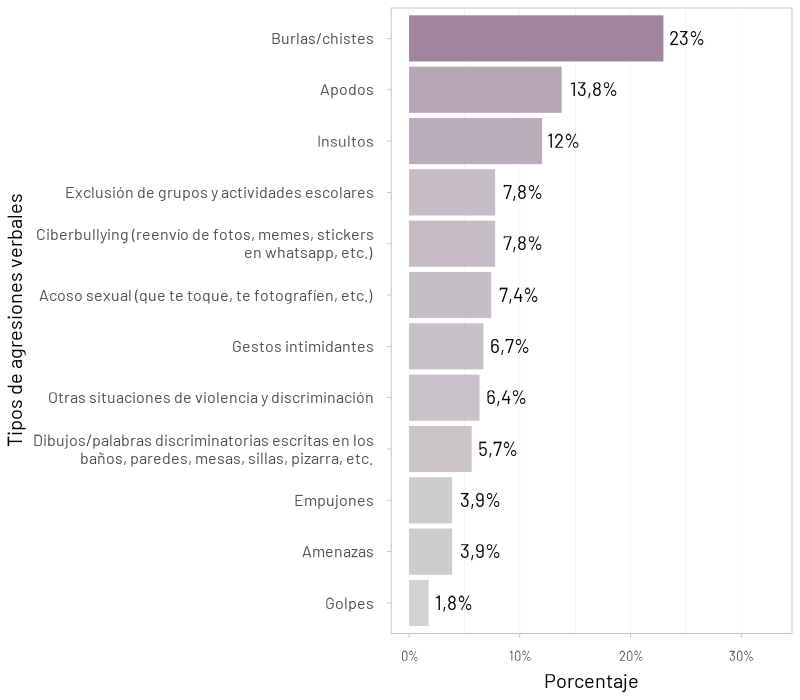 Tipos de agresiones verbales
Burlas/chistes
23%
Apodos
13,8%
Insultos
12%
Exclusión de grupos y actividades escolares
7,8%
Ciberbullying (reenvío de fotos, memes, stickers
en whatsapp, etc.)
7,8%
Acoso sexual (que te toque, te fotografíen, etc.)
7,4%
Gestos intimidantes
6,7%
Otras situaciones de violencia y discriminación
6,4%
Dibujos/palabras discriminatorias escritas en los
baños, paredes, mesas, sillas, pizarra, etc.
5,7%
Empujones
3,9%
Amenazas
3,9%
Golpes
1,8%
0%
10%
20%
30%
Porcentaje